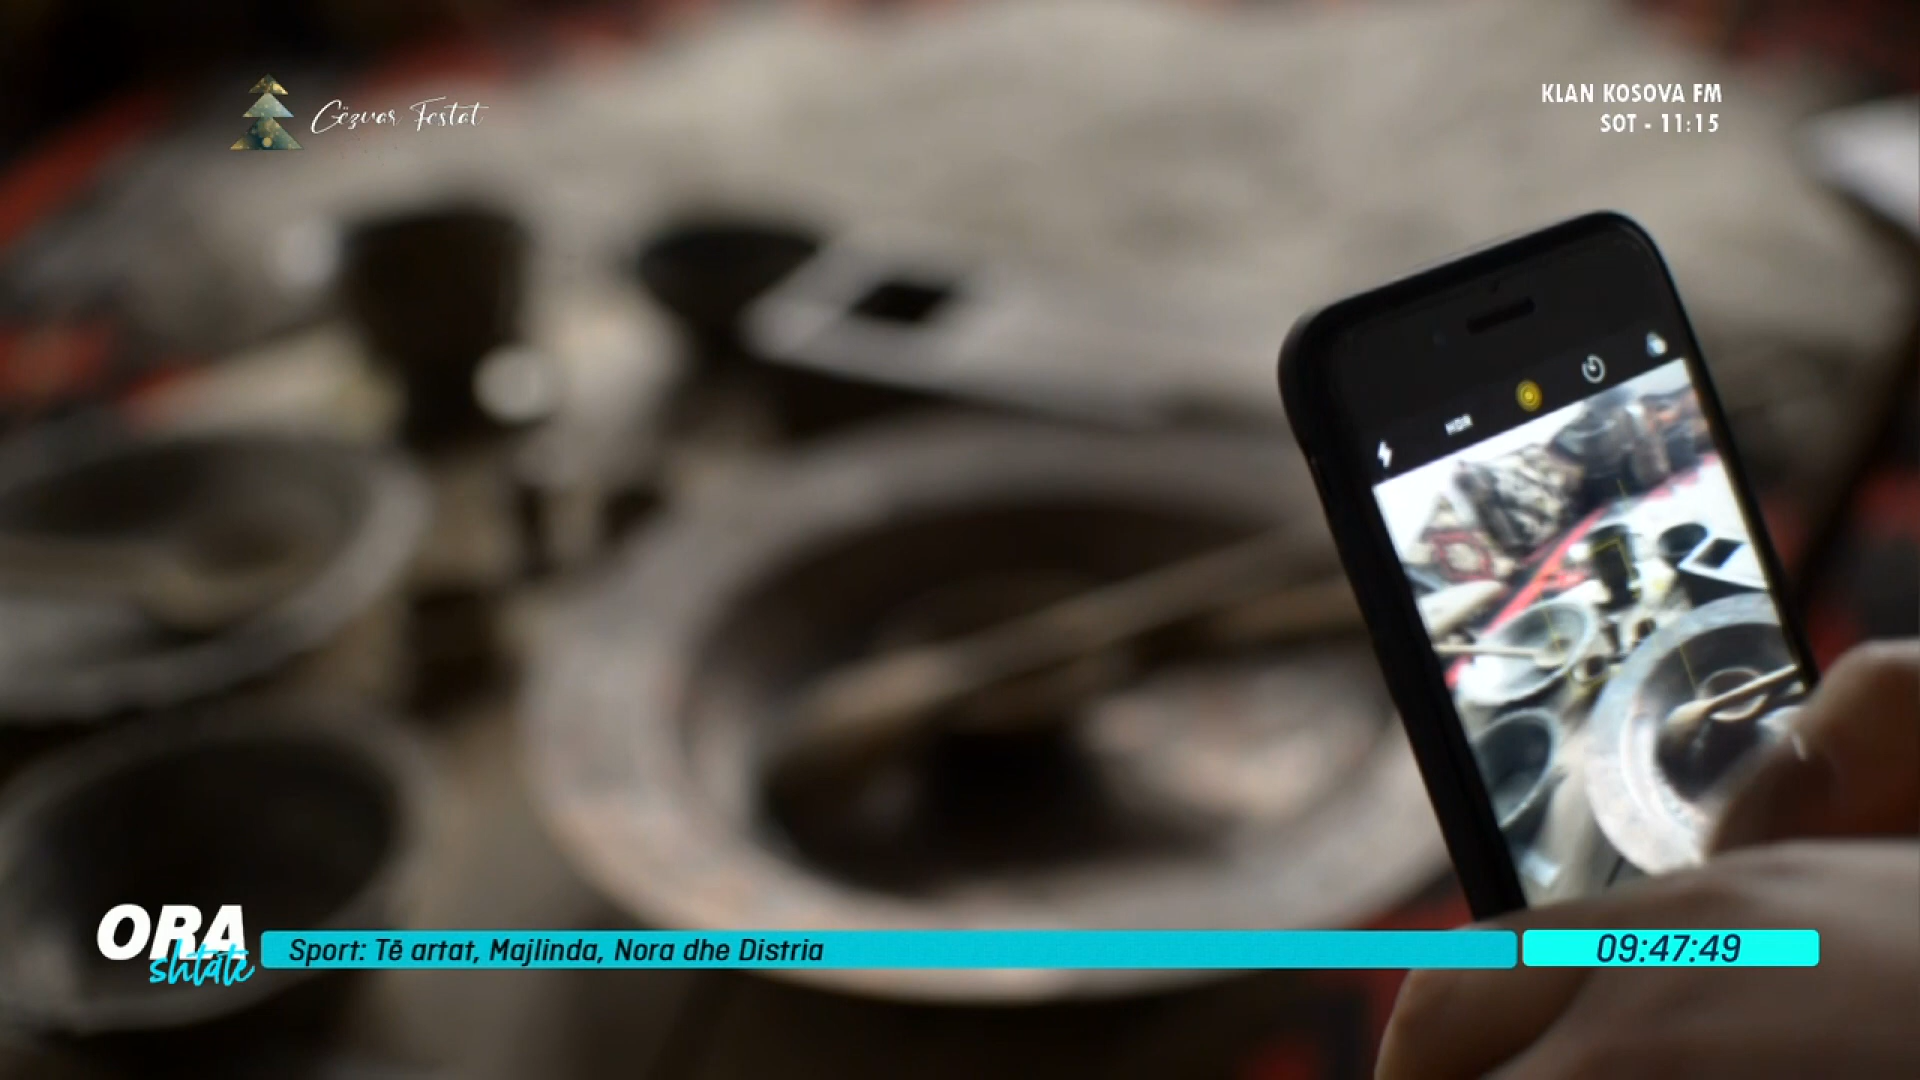 Gëzuar Festat
KLAN KOSOVA FM
SOT - 11:15
HDR
ORA
shtatë
Sport: Të artat, Majlinda, Nora dhe Distria
09:47:49